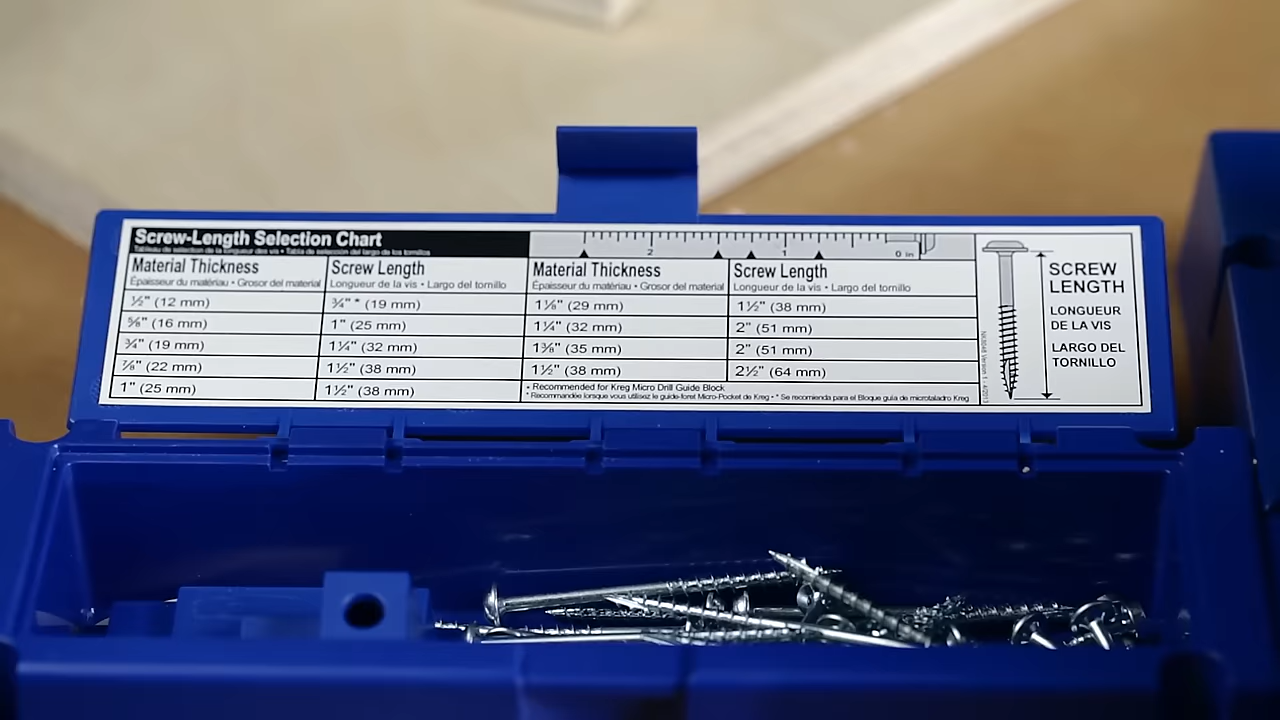 Screw-Length Selection Chart
Tableau de sélection de la longueur des vis • Tabla de selección del largo de los tornillos
2 1 0 in
Material Thickness
Épaisseur du matériau • Grosor del material
Screw Length
Longueur de la vis • Largo del tornillo
Material Thickness
Épaisseur du matériau • Grosor del material
Screw Length
Longueur de la vis • Largo del tornillo
½" (12 mm) ¾" * (19 mm) 1⅛" (29 mm) 1½" (38 mm)
⅝" (16 mm) 1" (25 mm) 1¼" (32 mm) 2" (51 mm)
¾" (19 mm) 1¼" (32 mm) 1⅜" (35 mm) 2" (51 mm)
⅞" (22 mm) 1½" (38 mm) 1½" (38 mm) 2½" (64 mm)
1" (25 mm) 1½" (38 mm)
* Recommended for Kreg Micro Drill Guide Block
* Recommandée lorsque vous utilisez le guide-foret Micro-Pocket de Kreg • * Se recomienda para el Bloque guía de microtaladro Kreg
SCREW
LENGTH
LONGUEUR
DE LA VIS
LARGO DEL
TORNILLO